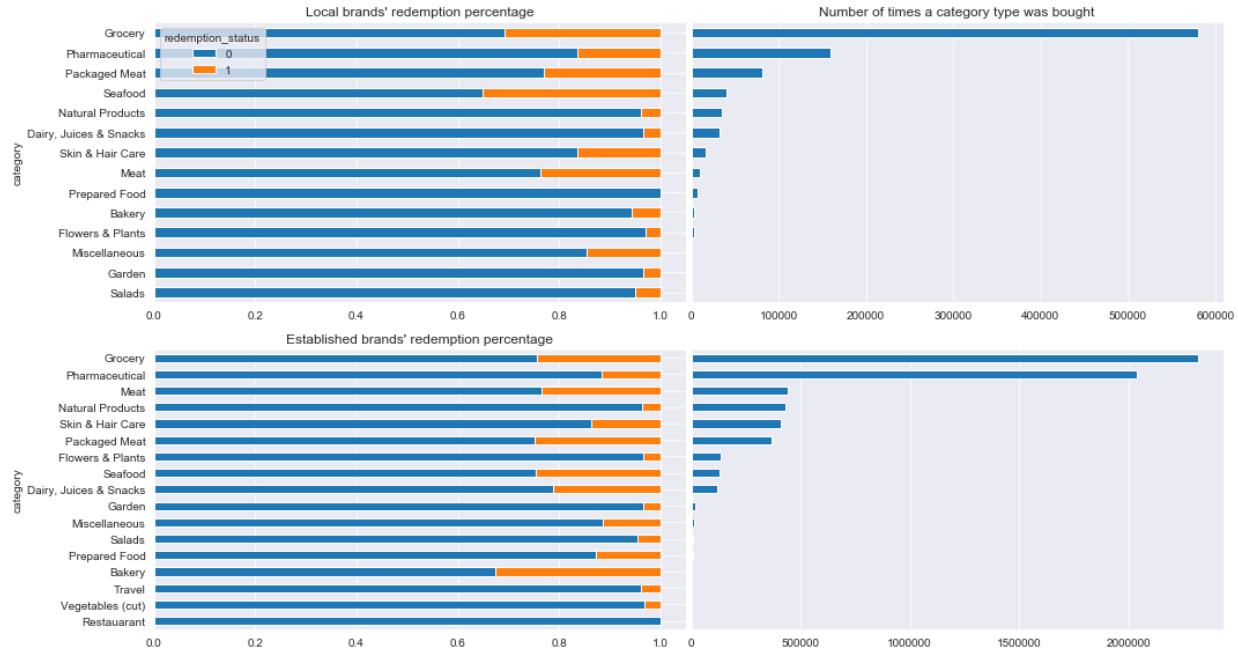 Local brands' redemption percentage
Number of times a category type was bought
redemption_status
0
1
category
Grocery
Pharmaceutical
Packaged Meat
Seafood
Natural Products
Dairy, Juices & Snacks
Skin & Hair Care
Meat
Prepared Food
Bakery
Flowers & Plants
Miscellaneous
Garden
Salads
0.0 0.2 0.4 0.6 0.8 1.0
0 100000 200000 300000 400000 500000 600000
Established brands' redemption percentage
category
Grocery
Pharmaceutical
Meat
Natural Products
Skin & Hair Care
Packaged Meat
Flowers & Plants
Seafood
Dairy, Juices & Snacks
Garden
Miscellaneous
Salads
Prepared Food
Bakery
Travel
Vegetables (cut)
Restauarant
0.0 0.2 0.4 0.6 0.8 1.0
0 500000 1000000 1500000 2000000